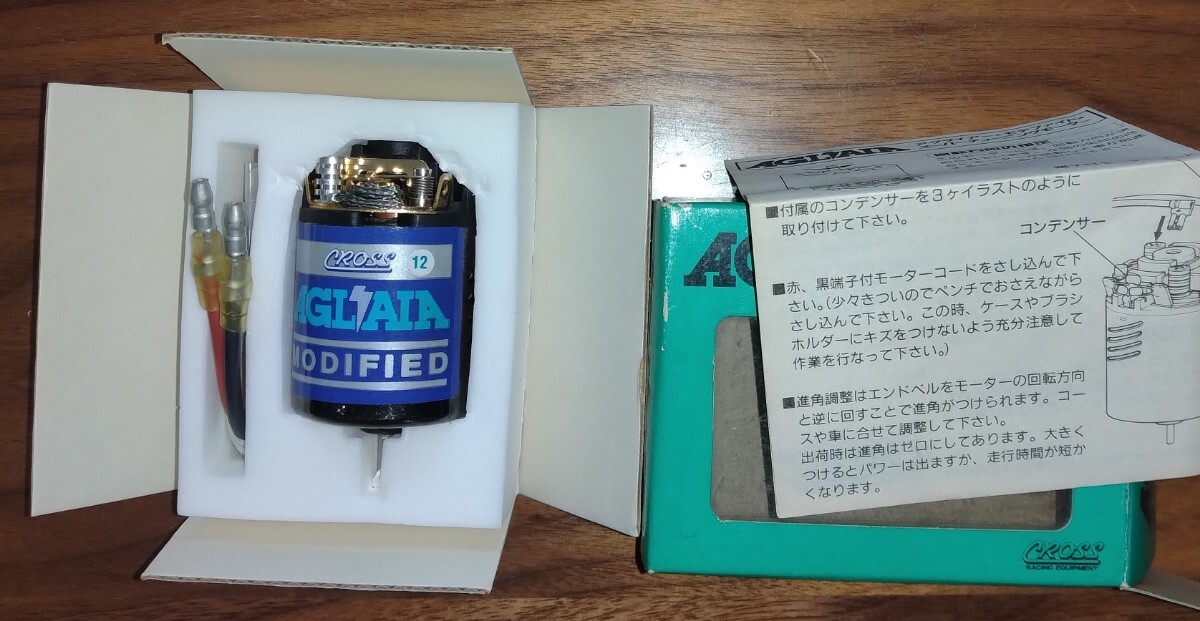 CROSS 12
AGLAIA
MODIFIED
AGLAIA
■付属のコンデンサーを3ヶイラストのように
取り付けて下さい。
コンデンサー
■赤、黒端子付モーターコードをさし込んで下
さい。(少々きついのでペンチでおさえながら
さし込んで下さい。この時、ケースやブラシ
ホルダーにキズをつけないよう充分注意して
作業を行なって下さい。)
■進角調整はエンドベルをモーターの回転方向
と逆に回すことで進角がつけられます。コー
スや車に合せて調整して下さい。
出荷時は進角はゼロにしてあります。大きく
つけるとパワーは出ますが、走行時間が短か
くなります。
AG
CROSS
RACING EQUIPMENT